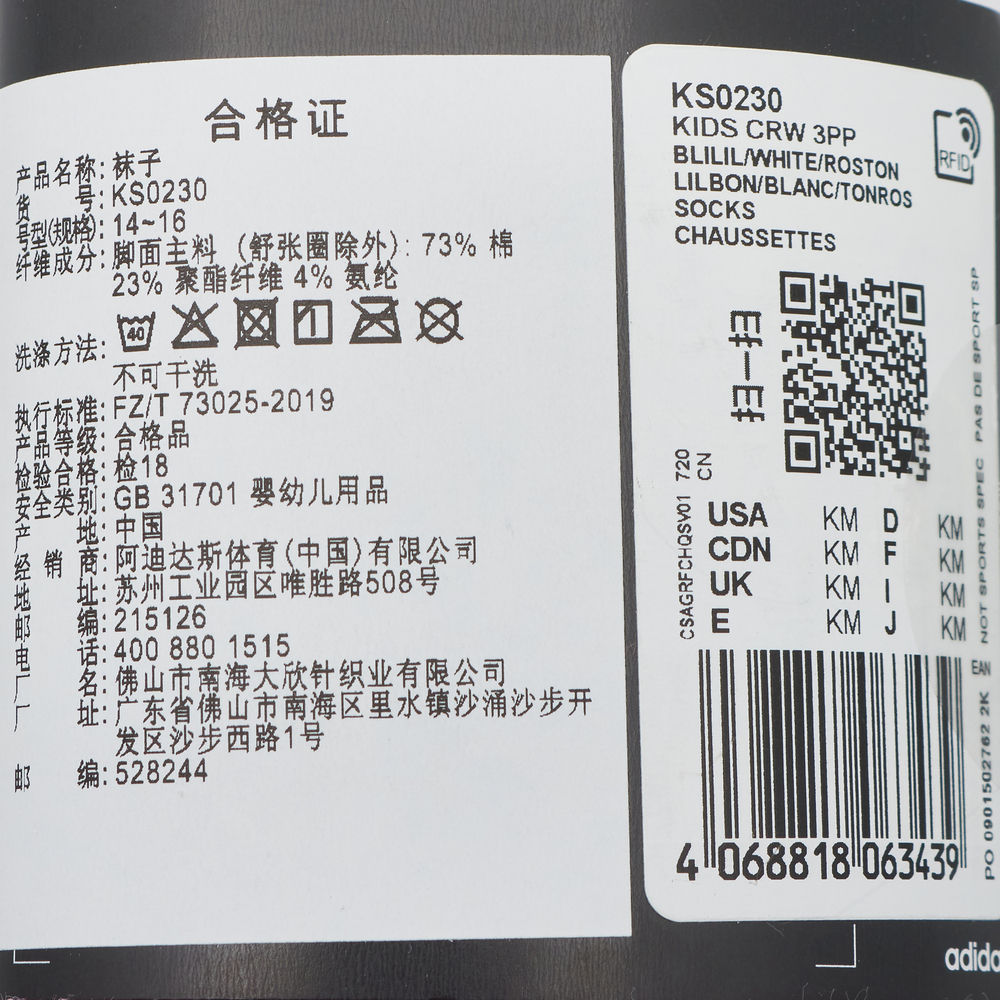 合格证
产品名称:袜子
货号:KS0230
号型(规格):14~16
纤维成分:脚面主料 (舒张圈除外): 73% 棉
23% 聚酯纤维 4% 氨纶
洗涤方法:
40
不可干洗
执行标准:FZ/T 73025-2019
产品等级:合格品
检验合格:检18
安全类别:GB 31701 婴幼儿用品
产地:中国
经销商:阿迪达斯体育(中国)有限公司
地址:苏州工业园区唯胜路508号
邮编:215126
电话:400 880 1515
厂名:佛山市南海大欣针织业有限公司
厂址:广东省佛山市南海区里水镇沙涌沙步开
发区沙步西路1号
邮编:528244
KS0230
KIDS CRW 3PP
BLILIL/WHITE/ROSTON
LILBON/BLANC/TONROS
SOCKS
CHAUSSETTES
RFID
扫一扫
CSAGRFCHQSV01 720
CN
USA KM D KM
CDN KM F KM
UK KM I KM
E KM J KM
NOT SPORTS SPEC PAS DE SPORT SP
EAN
4 068818 063439
PO 0901502762 2K
adida